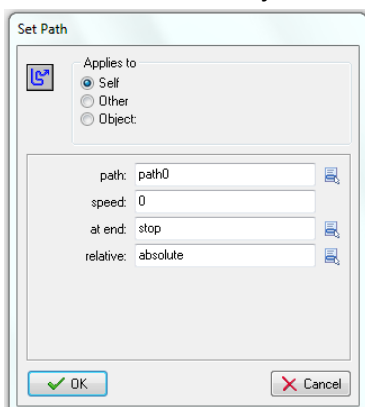 Set Path
Applies to
Self
Other
Object:
path: path0
speed: 0
at end: stop
relative: absolute
OK Cancel